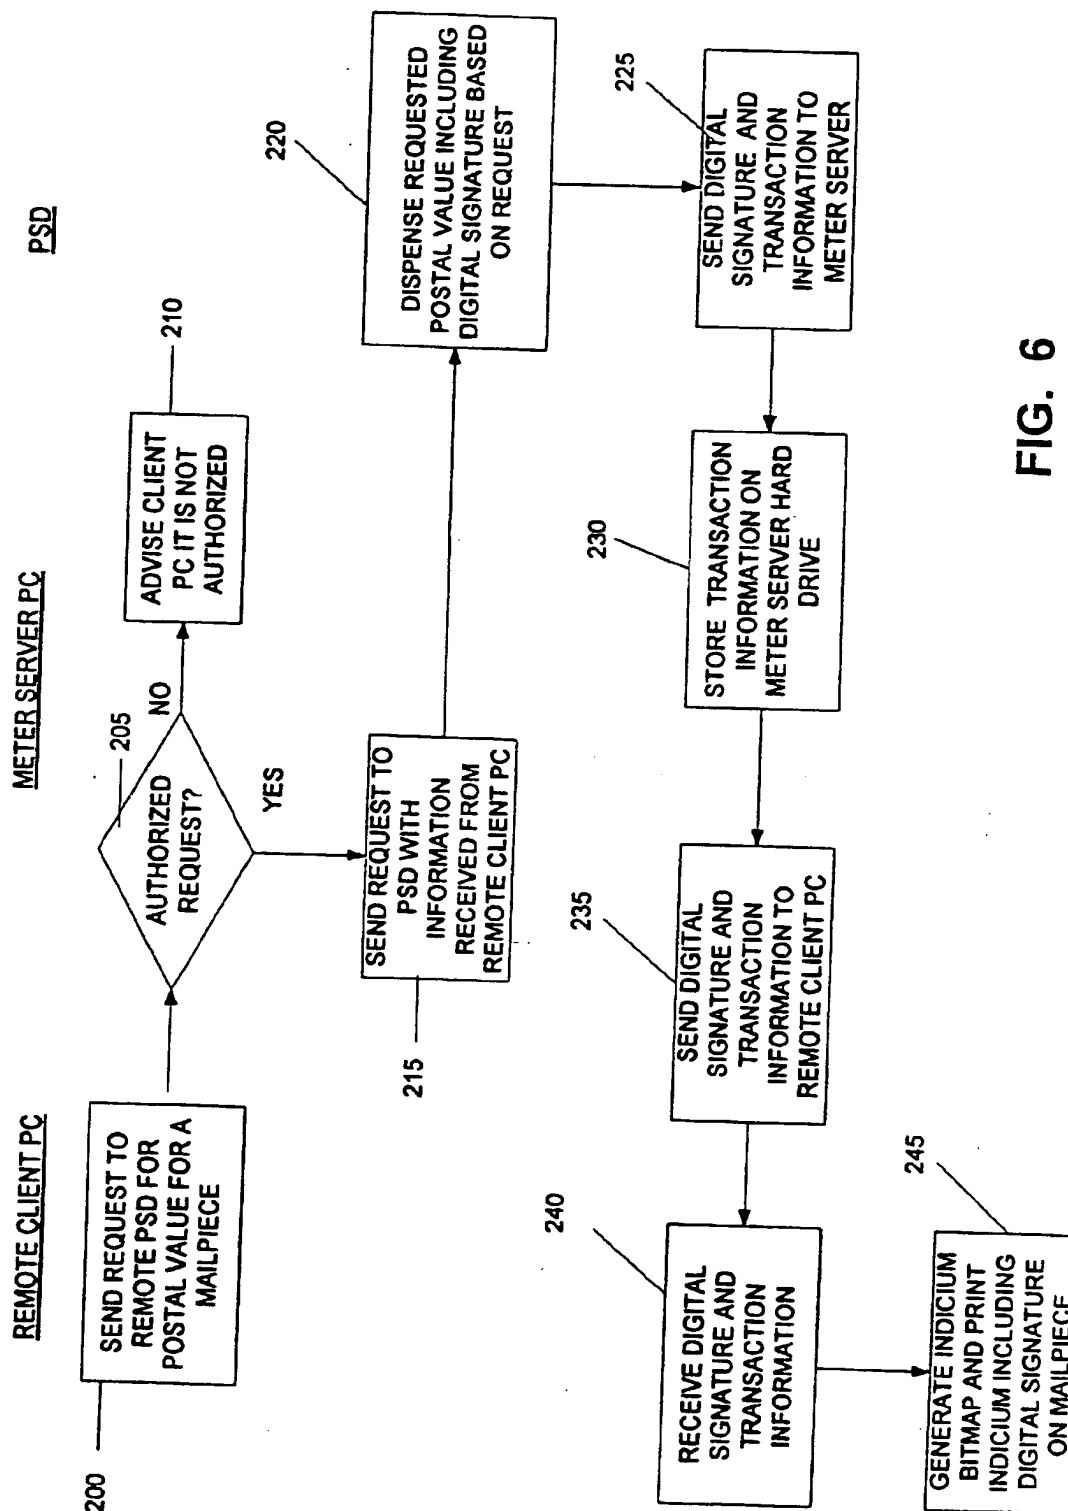 REMOTE CLIENT PC
METER SERVER PC
PSD
200
SEND REQUEST TO
REMOTE PSD FOR
POSTAL VALUE FOR A
MAILPIECE
205
AUTHORIZED
REQUEST?
NO
YES
210
ADVISE CLIENT
PC IT IS NOT
AUTHORIZED
215
SEND REQUEST TO
PSD WITH
INFORMATION
RECEIVED FROM
REMOTE CLIENT PC
220
DISPENSE REQUESTED
POSTAL VALUE INCLUDING
DIGITAL SIGNATURE BASED
ON REQUEST
225
SEND DIGITAL
SIGNATURE AND
TRANSACTION
INFORMATION TO
METER SERVER
230
STORE TRANSACTION
INFORMATION ON
METER SERVER HARD
DRIVE
235
SEND DIGITAL
SIGNATURE AND
TRANSACTION
INFORMATION TO
REMOTE CLIENT PC
240
RECEIVE DIGITAL
SIGNATURE AND
TRANSACTION
INFORMATION
245
GENERATE INDICIUM
BITMAP AND PRINT
INDICIUM INCLUDING
DIGITAL SIGNATURE
ON MAILPIECE
FIG. 6